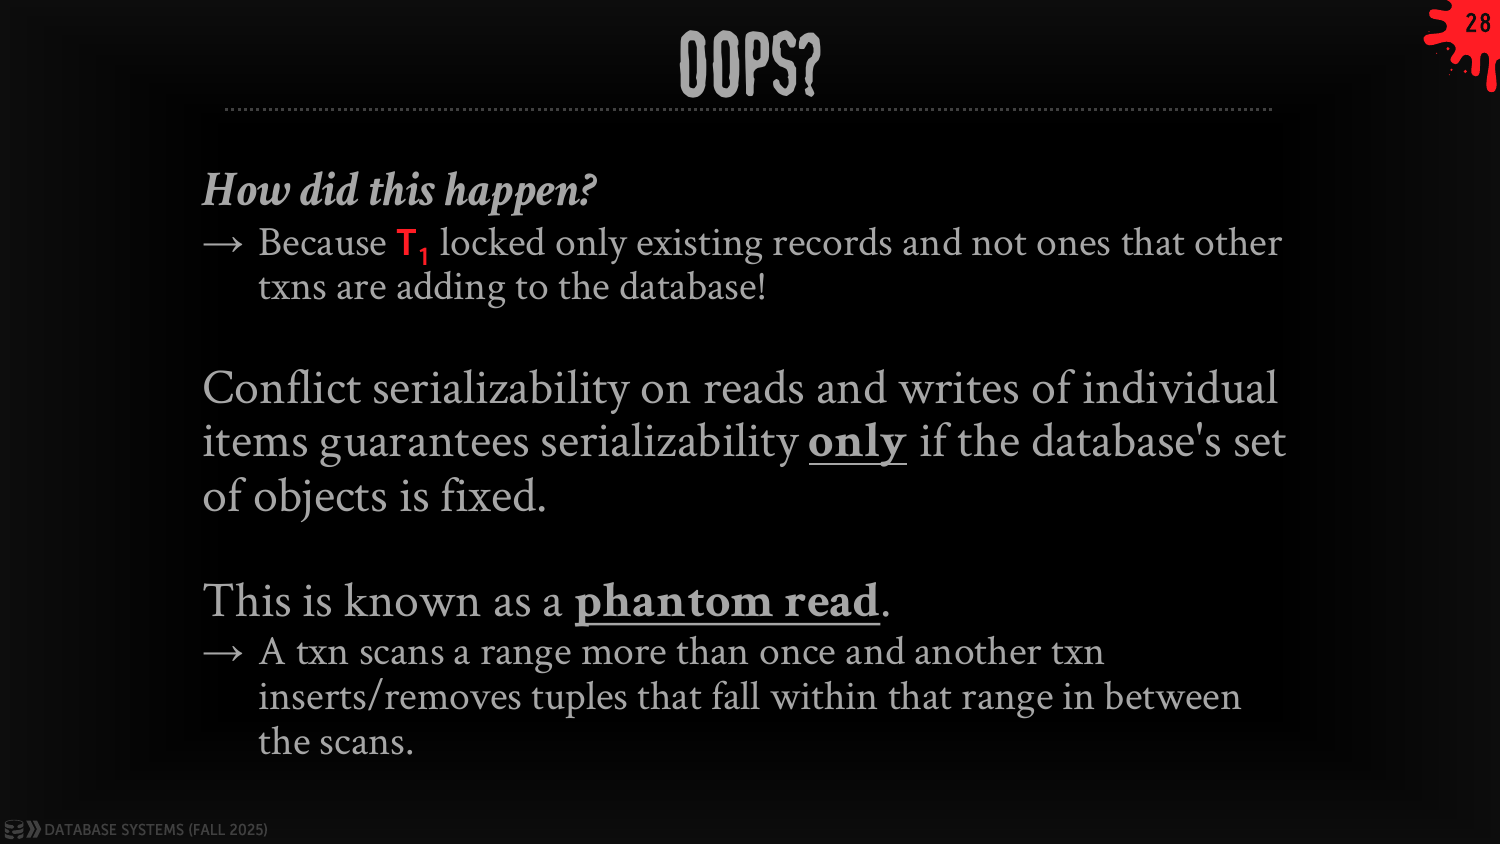 28
OOPS?
How did this happen?
→ Because T₁ locked only existing records and not ones that other
txns are adding to the database!
Conflict serializability on reads and writes of individual
items guarantees serializability only if the database's set
of objects is fixed.
This is known as a phantom read.
→ A txn scans a range more than once and another txn
inserts/removes tuples that fall within that range in between
the scans.
DATABASE SYSTEMS (FALL 2025)